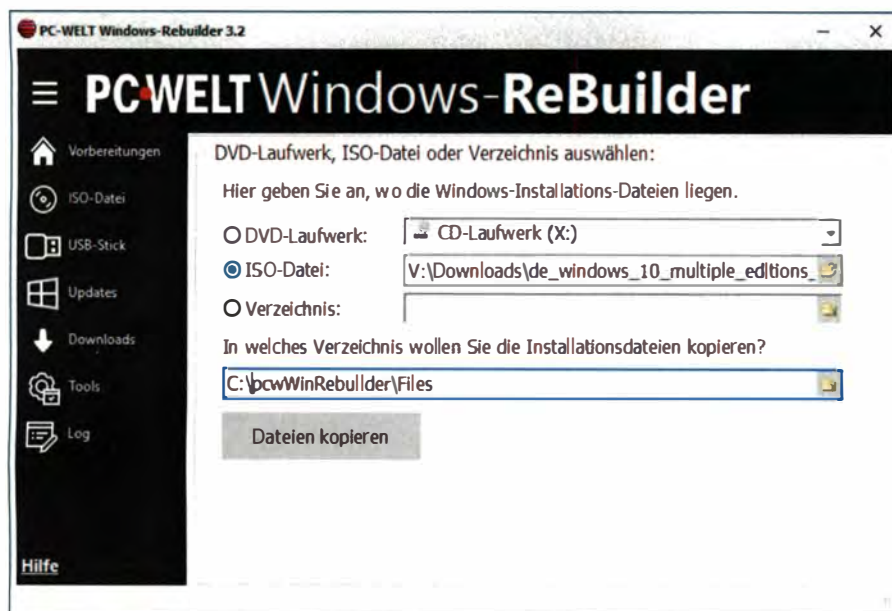 PC-WELT Windows-Rebuilder 3.2
PC WELT Windows-ReBuilder
Vorbereitungen
ISO-Datei
USB-Stick
Updates
Downloads
Tools
Log
Hilfe
DVD-Laufwerk, ISO-Datei oder Verzeichnis auswählen:
Hier geben Sie an, wo die Windows-Installations-Dateien liegen.
DVD-Laufwerk: CD-Laufwerk (X:)
ISO-Datei: V:\Downloads\de_windows_10_multiple_editions_
Verzeichnis:
In welches Verzeichnis wollen Sie die Installationsdateien kopieren?
C:\pcwWinRebuilder\Files
Dateien kopieren